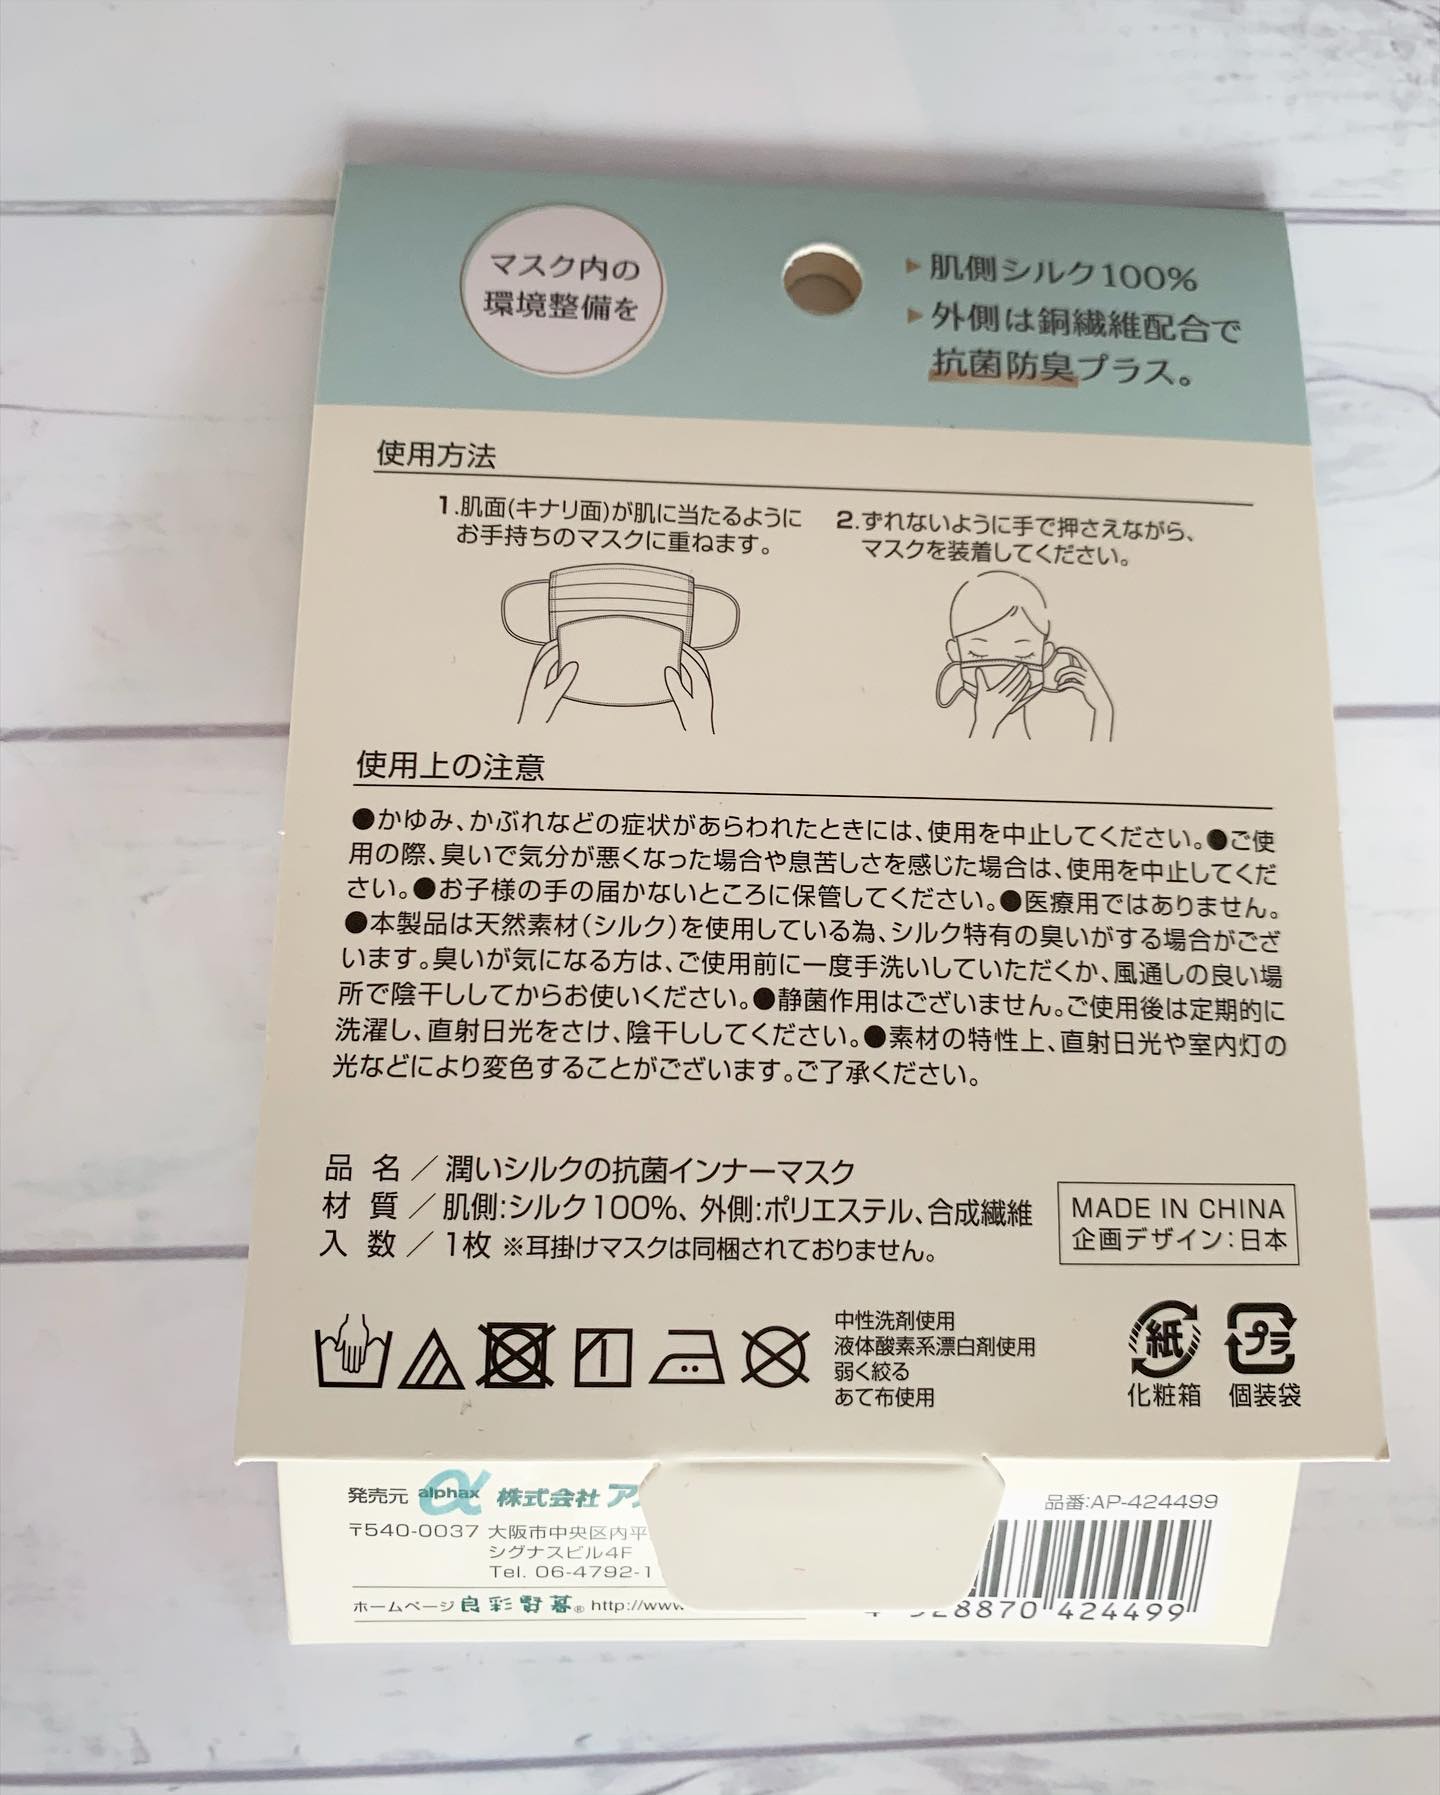 マスク内の
環境整備を
▶肌側シルク100%
▶外側は銅繊維配合で
抗菌防臭プラス。
使用方法
1.肌面(キナリ面)が肌に当たるように
お手持ちのマスクに重ねます。
2.ずれないように手で押さえながら、
マスクを装着してください。
使用上の注意
●かゆみ、かぶれなどの症状があらわれたときには、使用を中止してください。●ご使
用の際、臭いで気分が悪くなった場合や息苦しさを感じた場合は、使用を中止してくだ
さい。●お子様の手の届かないところに保管してください。●医療用ではありません。
●本製品は天然素材(シルク)を使用している為、シルク特有の臭いがする場合がござ
います。臭いが気になる方は、ご使用前に一度手洗いしていただくか、風通しの良い場
所で陰干ししてからお使いください。●静菌作用はございません。ご使用後は定期的に
洗濯し、直射日光をさけ、陰干ししてください。●素材の特性上、直射日光や室内灯の
光などにより変色することがございます。ご了承ください。
品 名/潤いシルクの抗菌インナーマスク
材 質/肌側:シルク100%、外側:ポリエステル、合成繊維
入 数/1枚 ※耳掛けマスクは同梱されておりません。
MADE IN CHINA
企画デザイン:日本
中性洗剤使用
液体酸素系漂白剤使用
弱く絞る
あて布使用
紙
化粧箱
プラ
個装袋
発売元 alphax 株式会社 ア
〒540-0037 大阪市中央区内平
シグナスビル4F
Tel. 06-4792-1
ホームページ 良彩賢暮® http://www.
品番:AP-424499
28870 424499